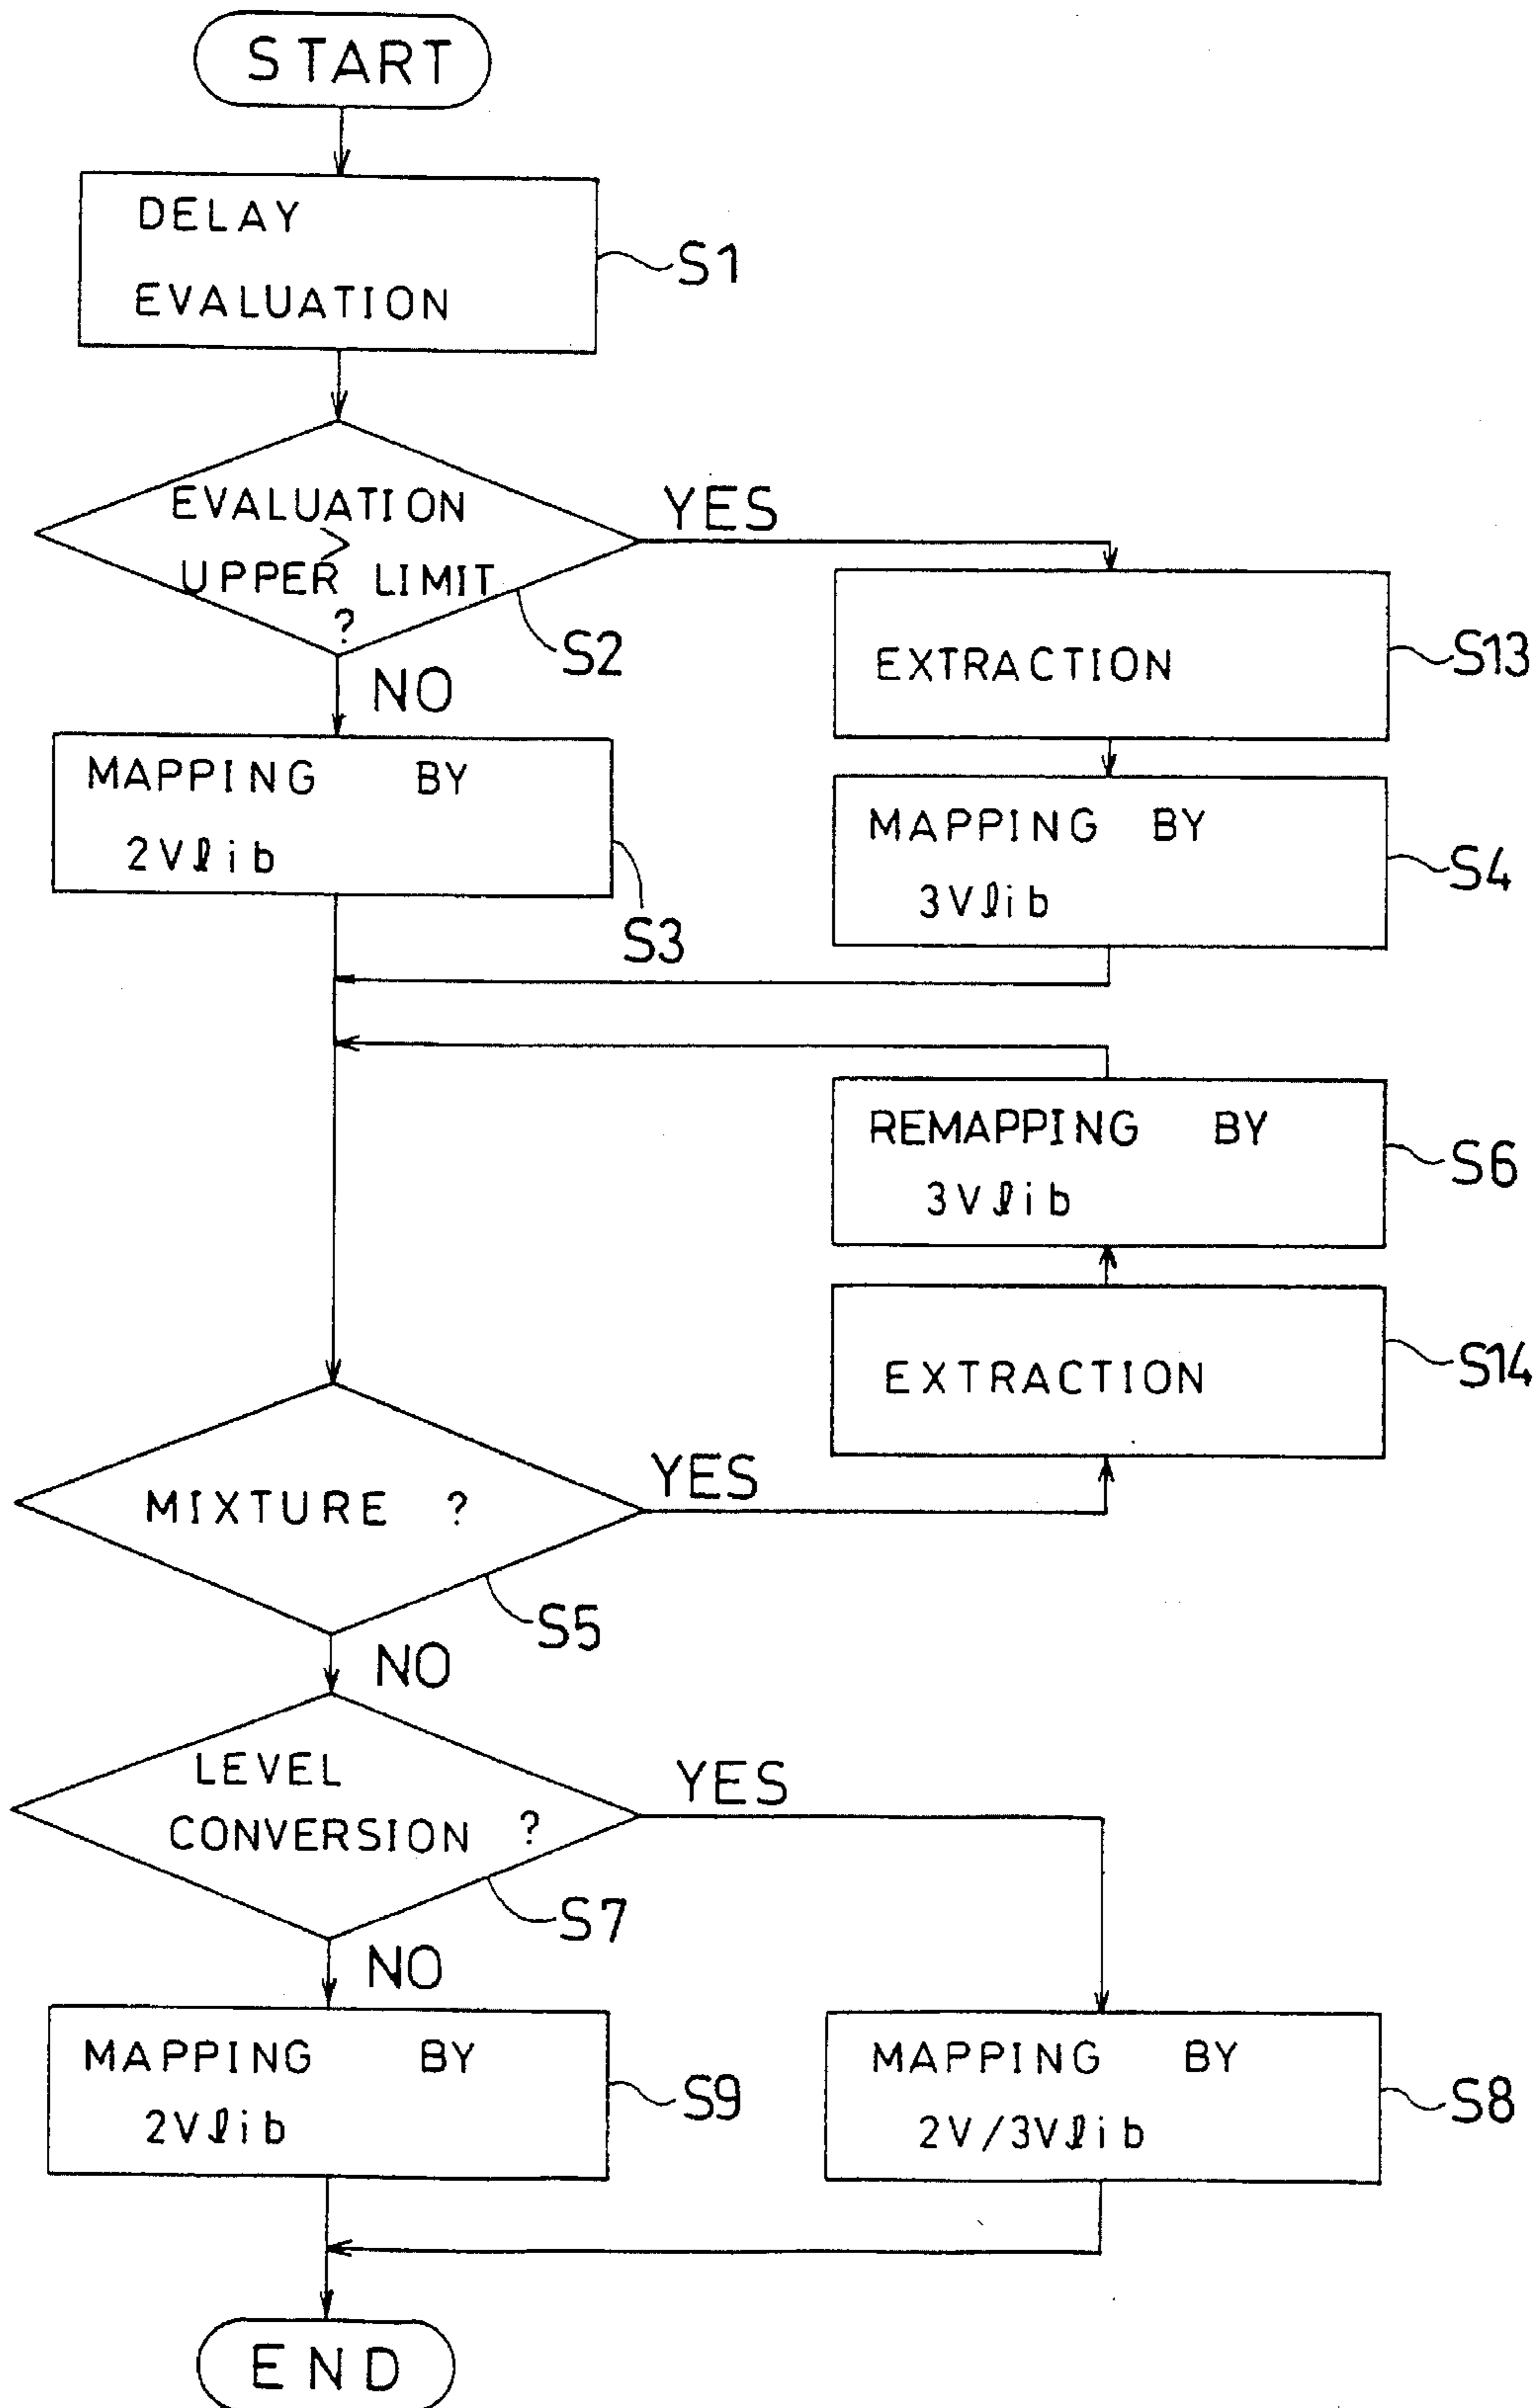 START
DELAY
EVALUATION
S1
EVALUATION
>
UPPER LIMIT
?
S2
YES
NO
EXTRACTION
S13
MAPPING BY
2Vlib
S3
MAPPING BY
3Vlib
S4
REMAPPING BY
3Vlib
S6
EXTRACTION
S14
MIXTURE ?
YES
S5
NO
LEVEL
CONVERSION ?
YES
S7
NO
MAPPING BY
2Vlib
S9
MAPPING BY
2V/3Vlib
S8
END